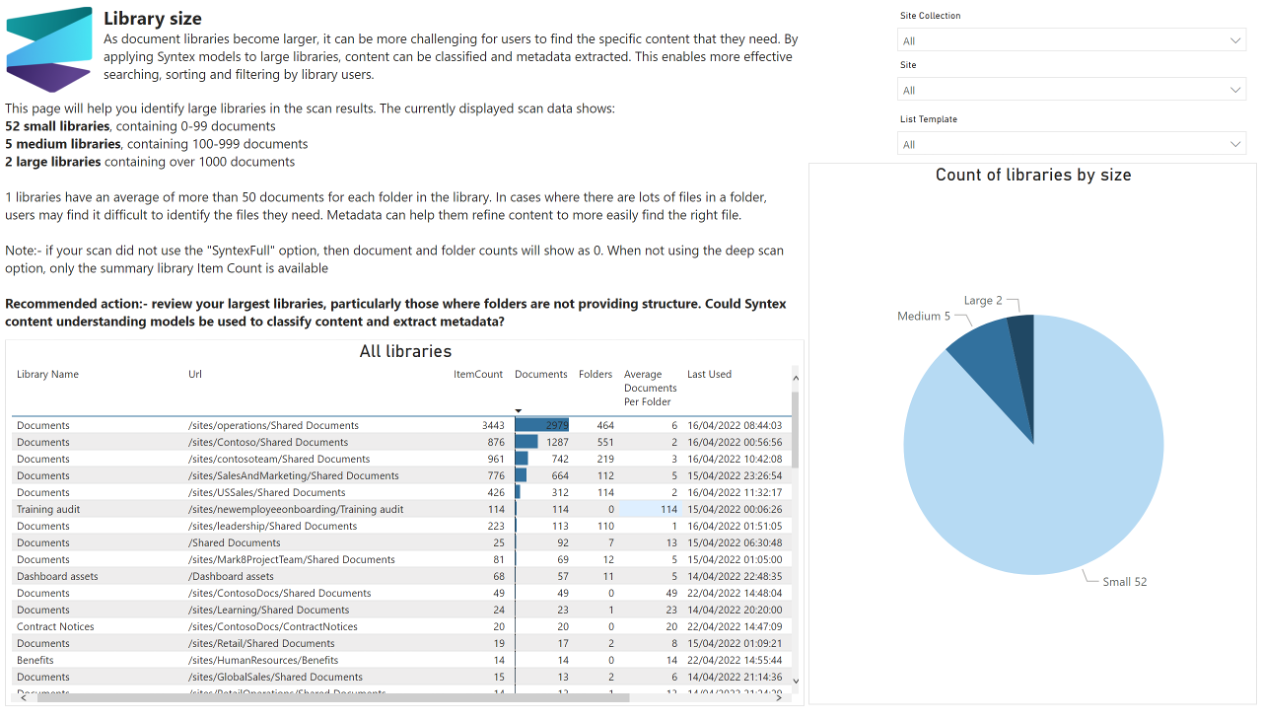 Library size
As document libraries become larger, it can be more challenging for users to find the specific content that they need. By
applying Syntex models to large libraries, content can be classified and metadata extracted. This enables more effective
searching, sorting and filtering by library users.
This page will help you identify large libraries in the scan results. The currently displayed scan data shows:
52 small libraries, containing 0-99 documents
5 medium libraries, containing 100-999 documents
2 large libraries containing over 1000 documents
1 libraries have an average of more than 50 documents for each folder in the library. In cases where there are lots of files in a folder,
users may find it difficult to identify the files they need. Metadata can help them refine content to more easily find the right file.
Note:- if your scan did not use the "SyntexFull" option, then document and folder counts will show as 0. When not using the deep scan
option, only the summary library Item Count is available
Recommended action:- review your largest libraries, particularly those where folders are not providing structure. Could Syntex
content understanding models be used to classify content and extract metadata?
Site Collection
All
Site
All
List Template
All
All libraries
Library Name Url ItemCount Documents Folders Average Last Used
Documents
Per Folder
Documents /sites/operations/Shared Documents 3443 2979 464 6 16/04/2022 08:44:03
Documents /sites/Contoso/Shared Documents 876 1287 551 2 16/04/2022 00:56:56
Documents /sites/contosoteam/Shared Documents 961 742 219 3 16/04/2022 10:42:08
Documents /sites/SalesAndMarketing/Shared Documents 776 664 112 5 15/04/2022 23:26:54
Documents /sites/USSales/Shared Documents 426 312 114 2 16/04/2022 11:32:17
Training audit /sites/newemployeeonboarding/Training audit 114 114 0 114 15/04/2022 00:06:26
Documents /sites/leadership/Shared Documents 223 113 110 1 16/04/2022 01:51:05
Documents /Shared Documents 25 92 7 13 15/04/2022 06:30:48
Documents /sites/Mark8ProjectTeam/Shared Documents 81 69 12 5 15/04/2022 01:05:00
Dashboard assets /Dashboard assets 68 57 11 5 14/04/2022 22:48:35
Documents /sites/ContosoDocs/Shared Documents 49 49 0 49 22/04/2022 14:48:04
Documents /sites/Learning/Shared Documents 24 23 1 23 14/04/2022 20:20:00
Contract Notices /sites/ContosoDocs/ContractNotices 20 20 0 20 22/04/2022 14:47:09
Documents /sites/Retail/Shared Documents 19 17 2 8 15/04/2022 01:09:21
Benefits /sites/HumanResources/Benefits 14 14 0 14 22/04/2022 14:55:44
Documents /sites/GlobalSales/Shared Documents 15 13 2 6 14/04/2022 21:14:36
Documents /sites/RetailOperations/Shared Documents
Count of libraries by size
Large 2
Medium 5
Small 52